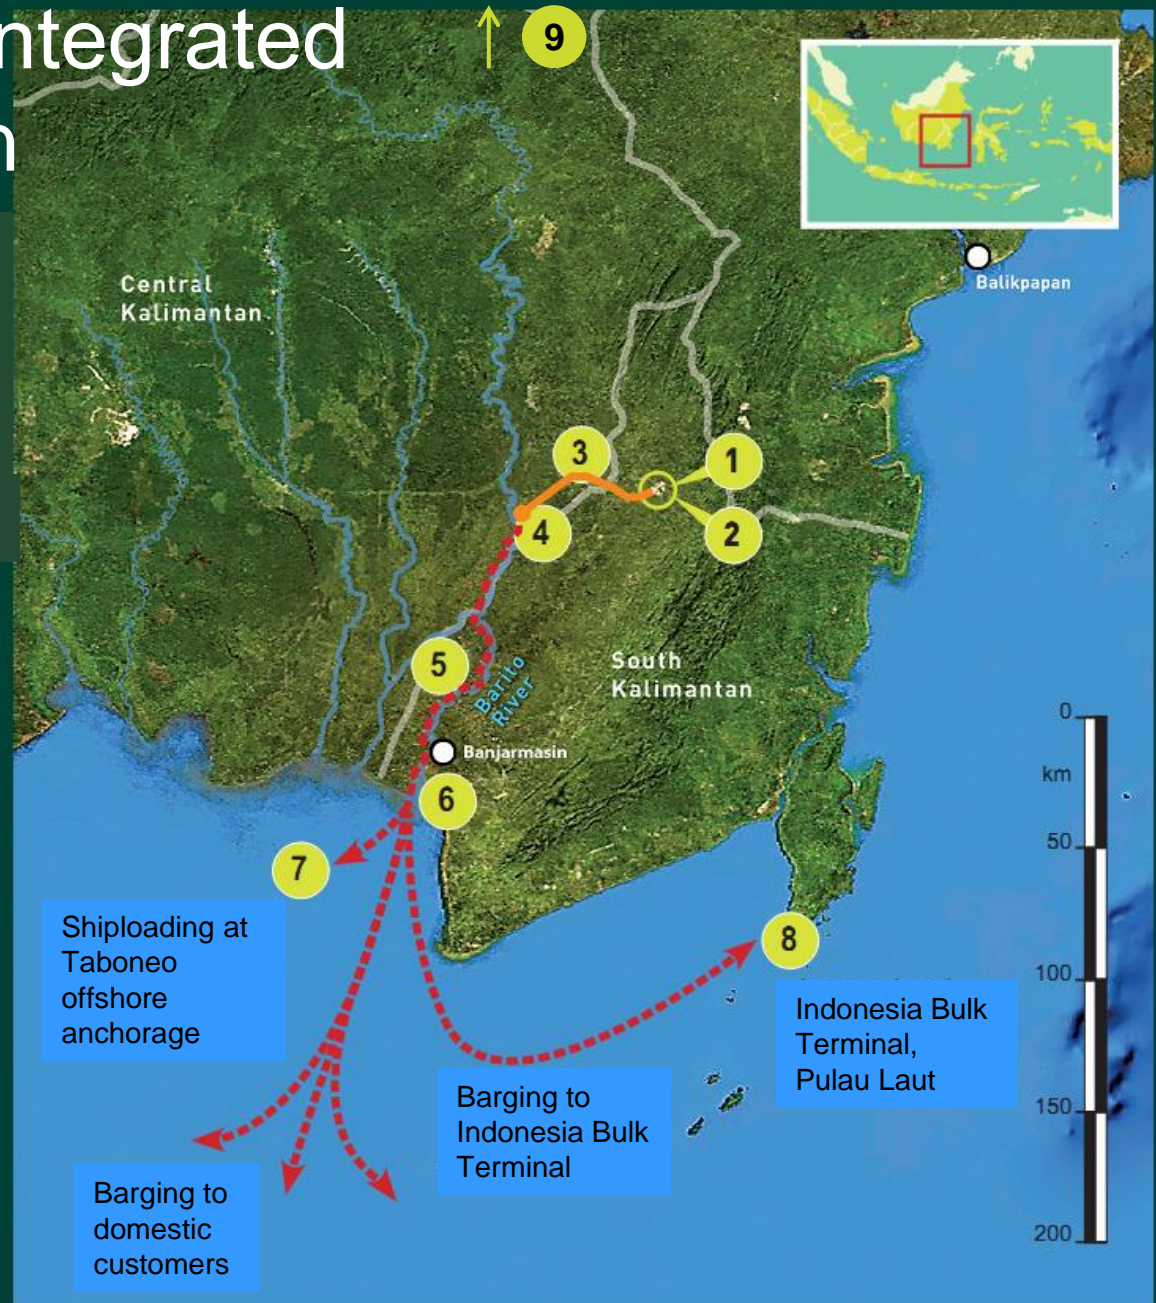 ntegrated
n
9
Balikpapan
Central
Kalimantan
3
1
4
2
5
Barito
River
South
Kalimantan
Banjarmasin
6
7
8
0
km
50
100
150
200
Shiploading at
Taboneo
offshore
anchorage
Indonesia Bulk
Terminal,
Pulau Laut
Barging to
Indonesia Bulk
Terminal
Barging to
domestic
customers